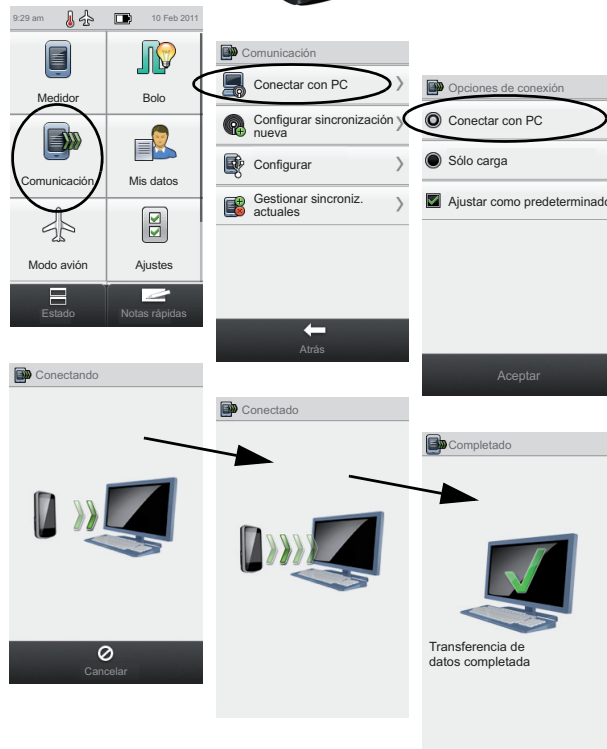 9:29 am
10 Feb 2011
Medidor
Bolo
Comunicación
Mis datos
Modo avión
Ajustes
Estado
Notas rápidas
Comunicación
Conectar con PC
Configurar sincronización
nueva
Configurar
Gestionar sincroniz.
actuales
Atrás
Opciones de conexión
Conectar con PC
Sólo carga
Ajustar como predeterminado
Aceptar
Conectando
Cancelar
Conectado
Completado
Transferencia de
datos completada